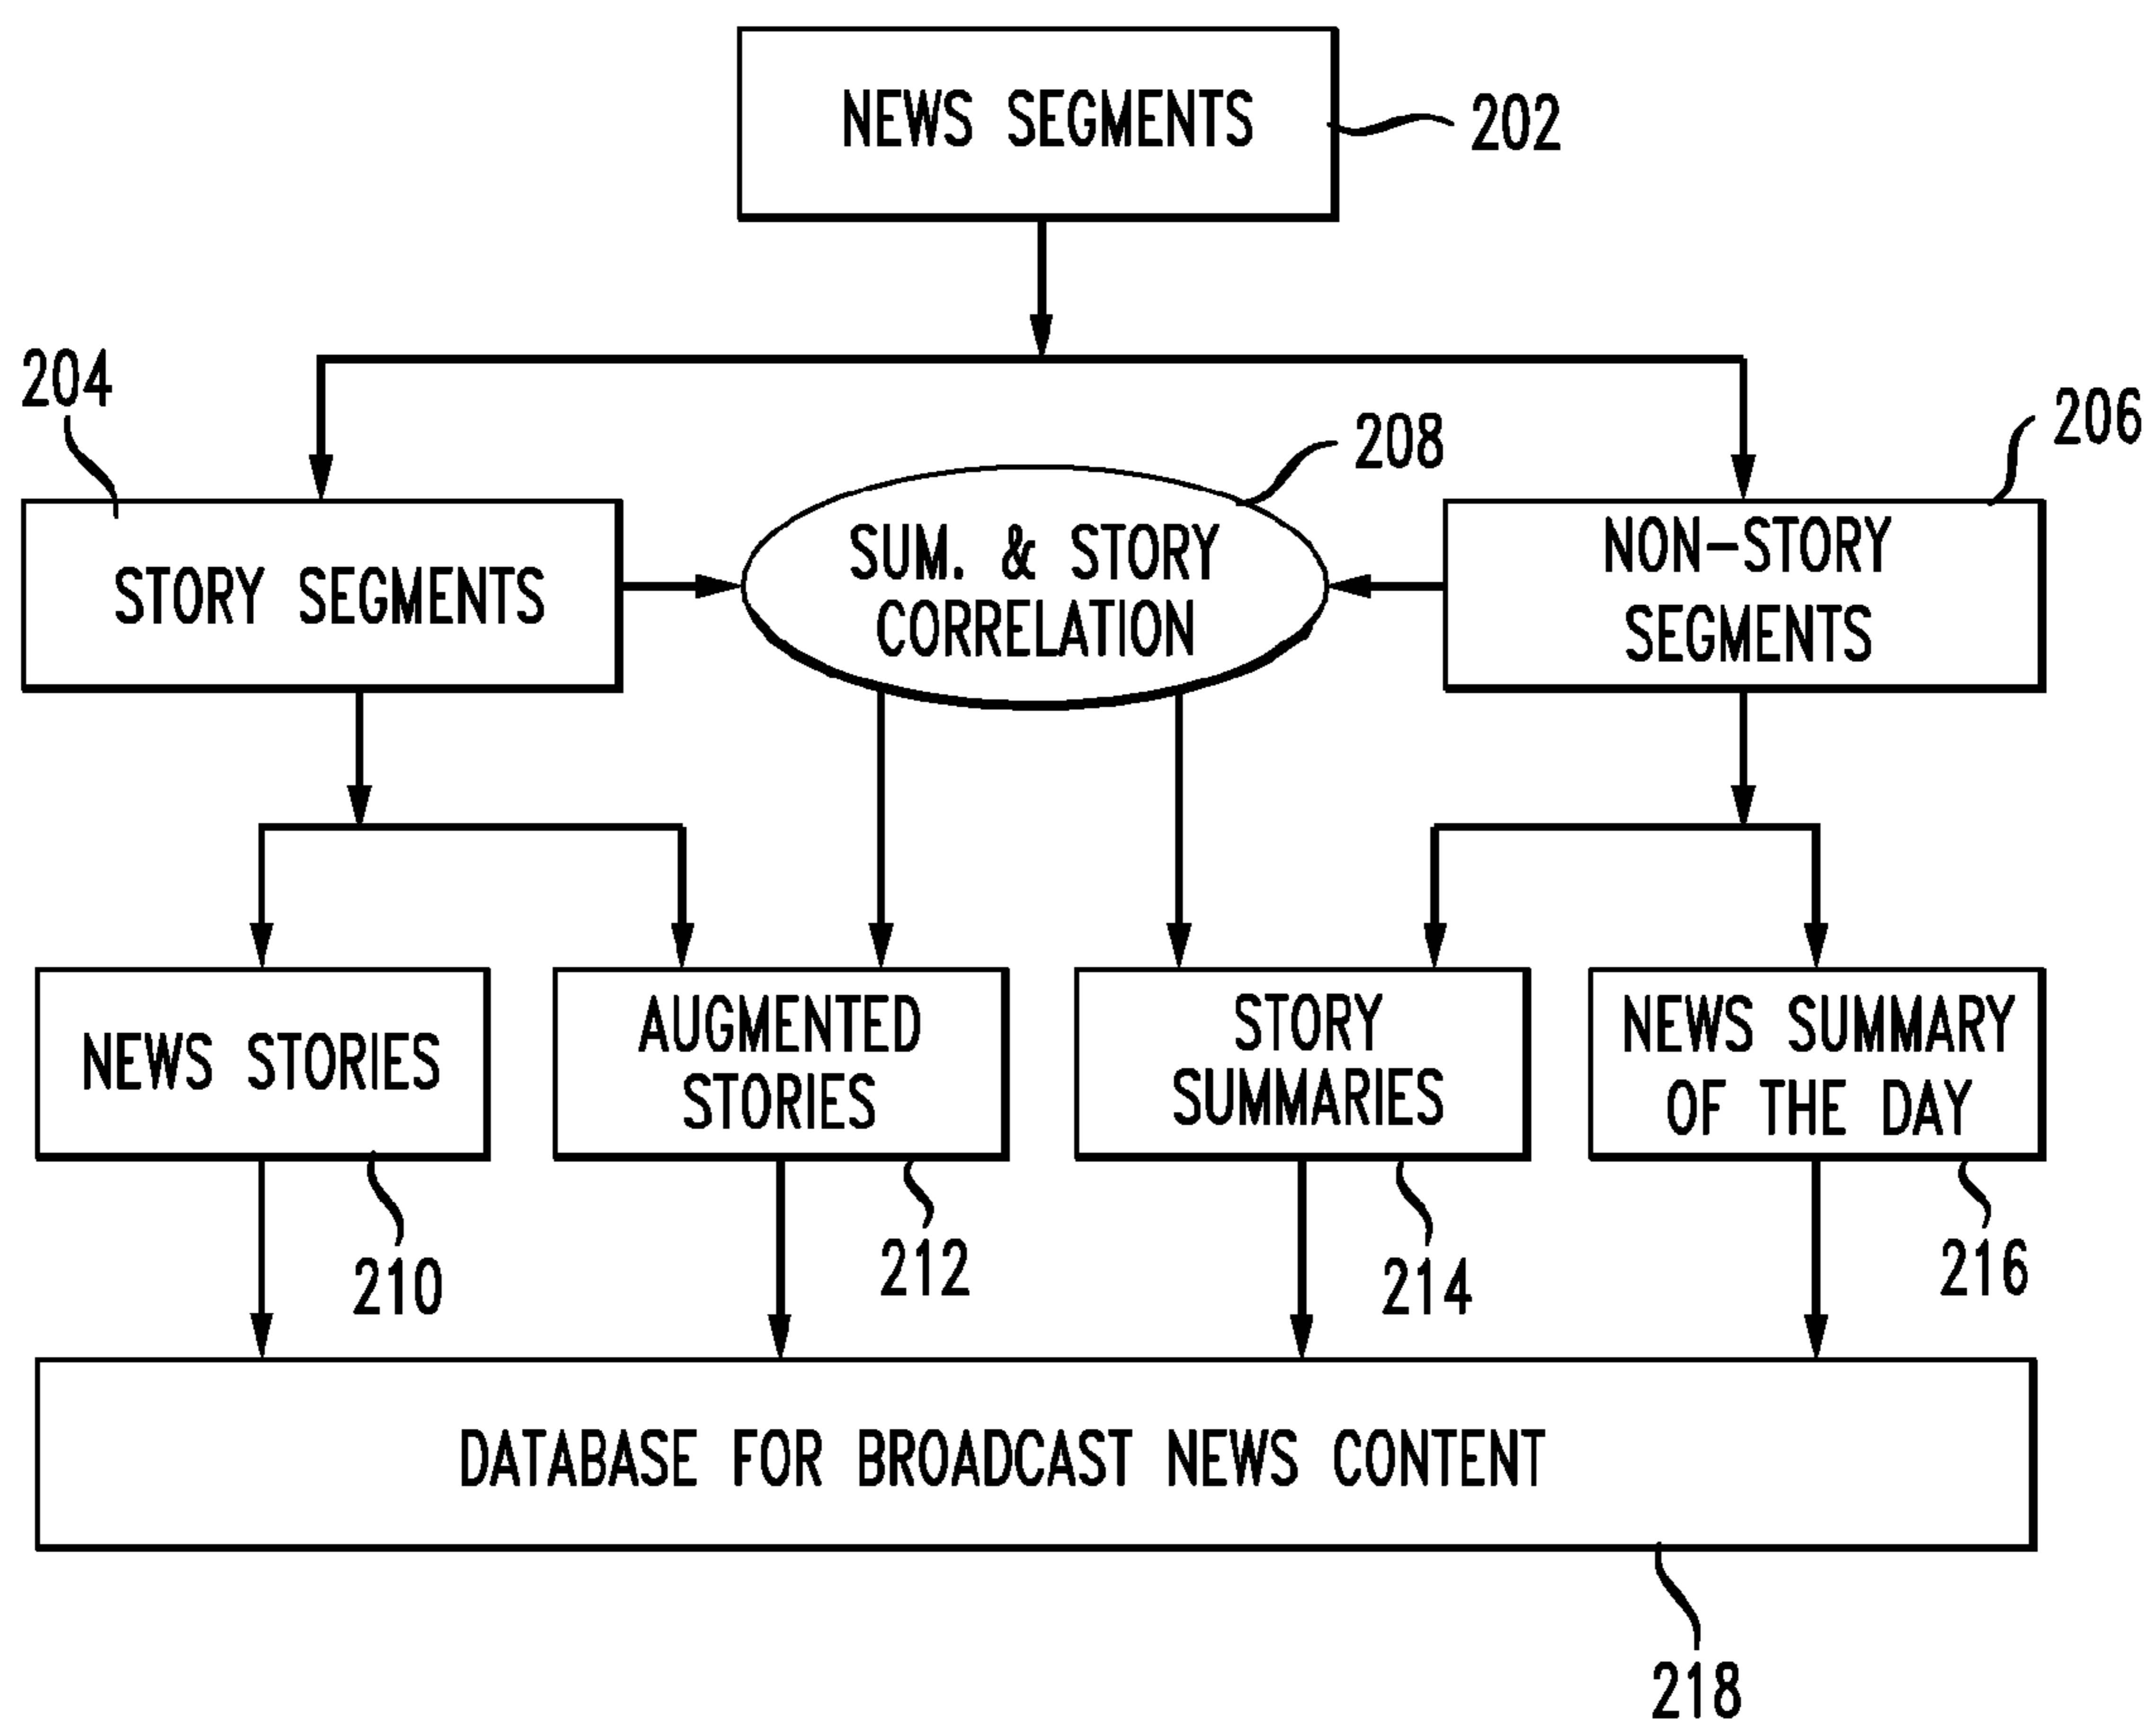 NEWS SEGMENTS
202
204
206
208
STORY SEGMENTS
SUM. & STORY
CORRELATION
NON-STORY
SEGMENTS
NEWS STORIES
AUGMENTED
STORIES
STORY
SUMMARIES
NEWS SUMMARY
OF THE DAY
210
212
214
216
DATABASE FOR BROADCAST NEWS CONTENT
218